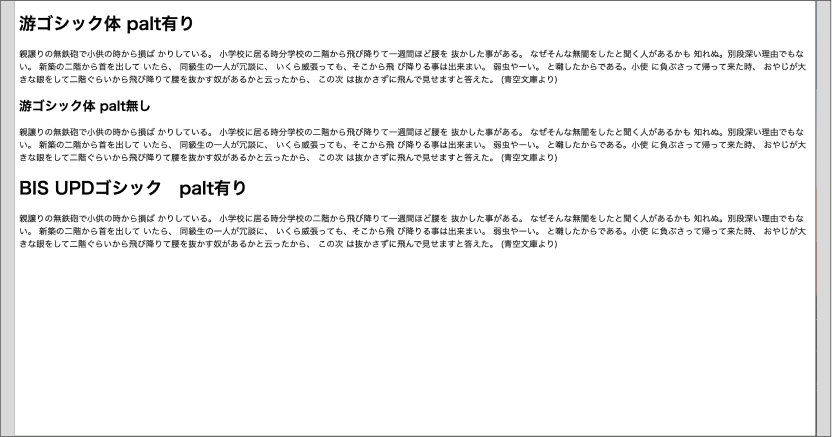 游ゴシック体 palt有り
親譲りの無鉄砲で小供の時から損ば かりしている。 小学校に居る時分学校の二階から飛び降りて一週間ほど腰を 抜かした事がある。 なぜそんな無闇をしたと聞く人があるかも 知れぬ。別段深い理由でもな
い。 新築の二階から首を出して いたら、 同級生の一人が冗談に、 いくら威張っても、そこから飛 び降りる事は出来まい。 弱虫やーい。 と囃したからである。小使 に負ぶさって帰って来た時、 おやじが大
きな眼をして二階ぐらいから飛び降りて腰を抜かす奴があるかと云ったから、 この次 は抜かさずに飛んで見せますと答えた。 (青空文庫より)
游ゴシック体 palt無し
親譲りの無鉄砲で小供の時から損ば かりしている。 小学校に居る時分学校の二階から飛び降りて一週間ほど腰を 抜かした事がある。 なぜそんな無闇をしたと聞く人があるかも 知れぬ。別段深い理由でもな
い。 新築の二階から首を出して いたら、 同級生の一人が冗談に、 いくら威張っても、そこから飛 び降りる事は出来まい。 弱虫やーい。 と囃したからである。小使 に負ぶさって帰って来た時、 おやじが大
きな眼をして二階ぐらいから飛び降りて腰を抜かす奴があるかと云ったから、 この次 は抜かさずに飛んで見せますと答えた。 (青空文庫より)
BIS UPDゴシック　palt有り
親譲りの無鉄砲で小供の時から損ば かりしている。 小学校に居る時分学校の二階から飛び降りて一週間ほど腰を 抜かした事がある。 なぜそんな無闇をしたと聞く人があるかも 知れぬ。別段深い理由でもな
い。 新築の二階から首を出して いたら、 同級生の一人が冗談に、 いくら威張っても、そこから飛 び降りる事は出来まい。 弱虫やーい。 と囃したからである。小使 に負ぶさって帰って来た時、 おやじが大
きな眼をして二階ぐらいから飛び降りて腰を抜かす奴があるかと云ったから、 この次 は抜かさずに飛んで見せますと答えた。 (青空文庫より)